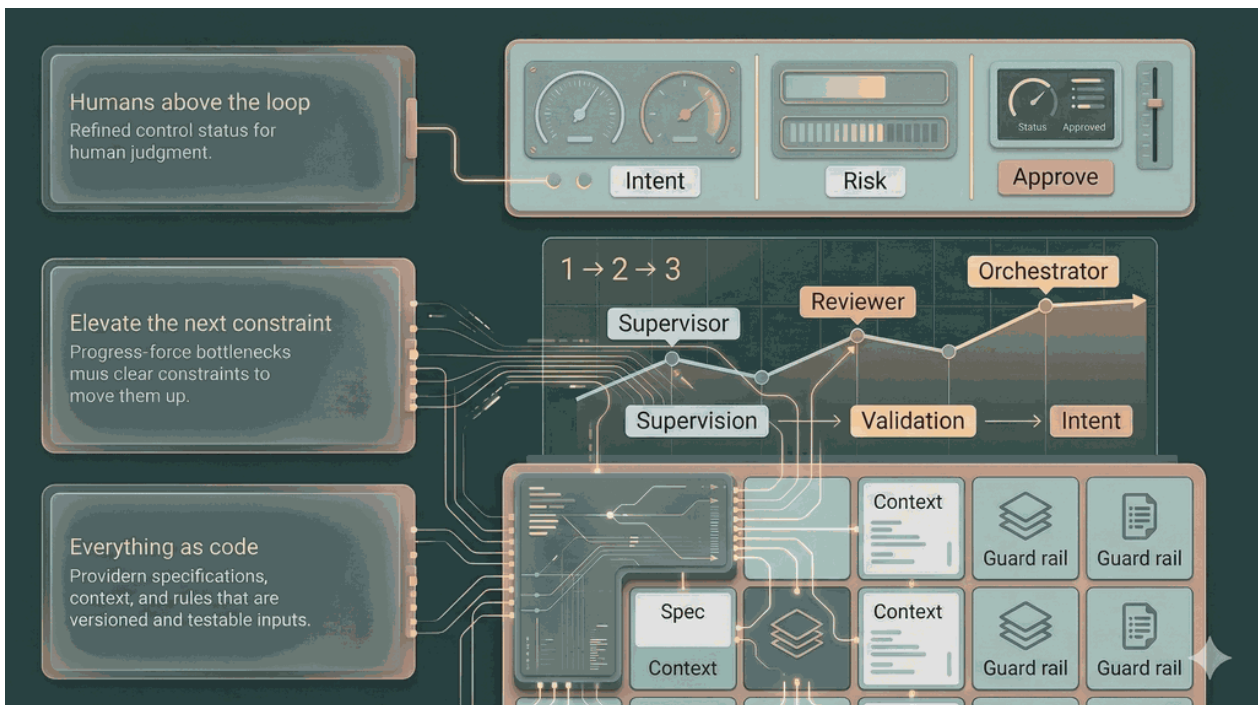 Humans above the loop
Refined control status for
human judgment.
Intent
Risk
Status
Approved
Approve
Elevate the next constraint
Progress-force bottlenecks
muis clear constraints to
move them up.
1 → 2 → 3
Supervisor
Reviewer
Orchestrator
Supervision → Validation → Intent
Everything as code
Providern specifications,
context, and rules that are
versioned and testable inputs.
Context
Guard rail
Guard rail
Spec
Context
Context
Guard rail
Guard rail